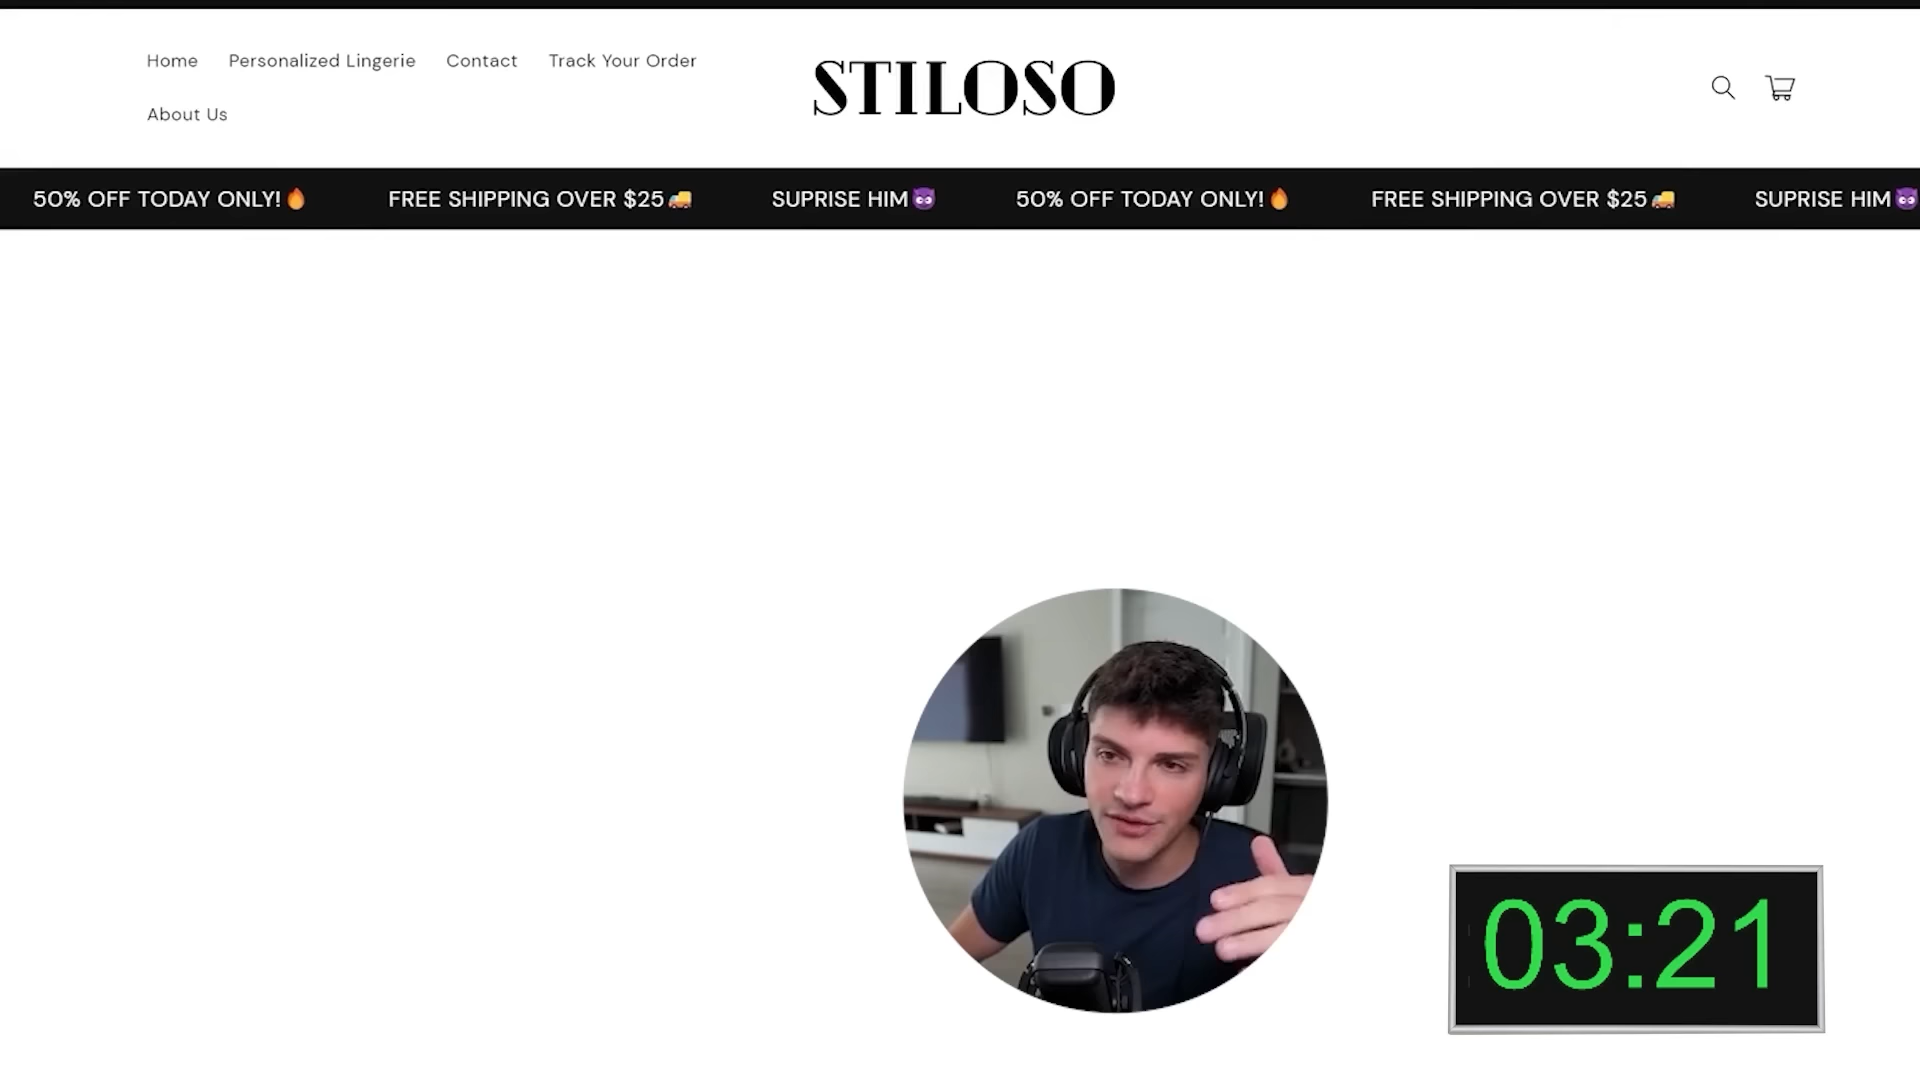 Home Personalized Lingerie Contact Track Your Order
About Us
STILOSO
50% OFF TODAY ONLY!🔥 FREE SHIPPING OVER $25🚚 SUPRISE HIM😈 50% OFF TODAY ONLY!🔥 FREE SHIPPING OVER $25🚚 SUPRISE HIM😈
03:21